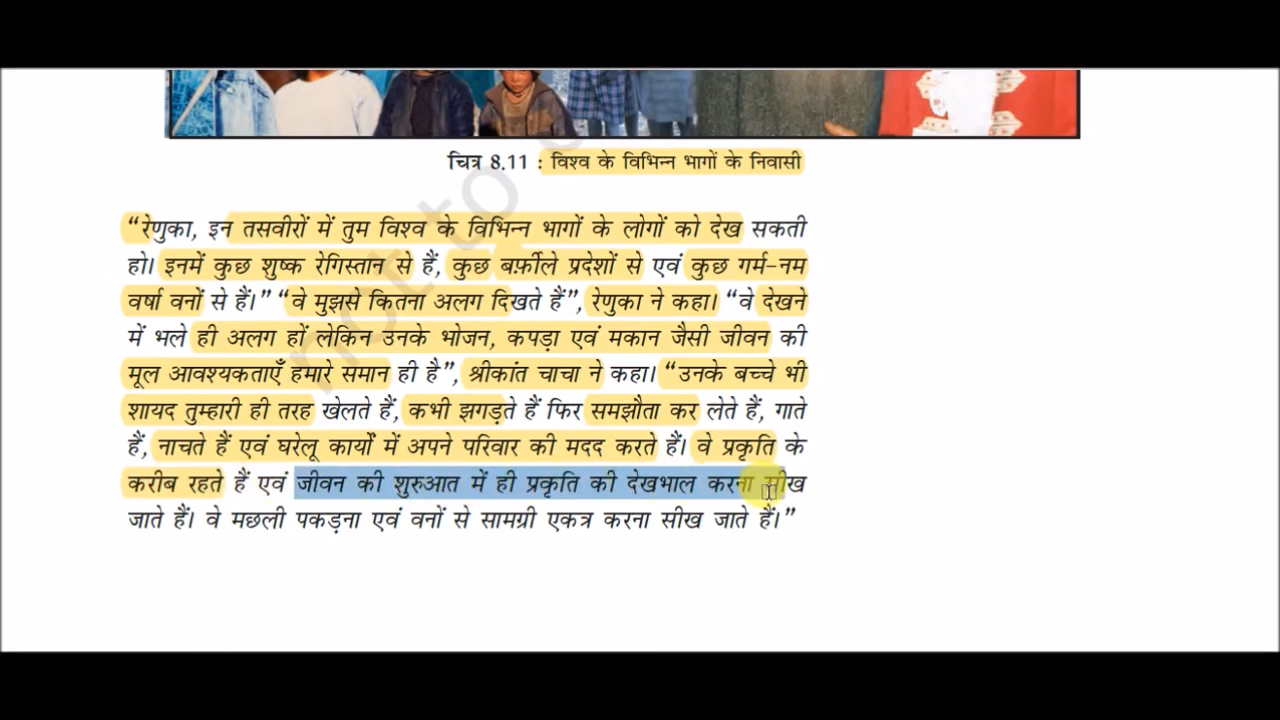 चित्र 8.11 : विश्व के विभिन्न भागों के निवासी
“रेणुका, इन तसवीरों में तुम विश्व के विभिन्न भागों के लोगों को देख सकती
हो। इनमें कुछ शुष्क रेगिस्तान से हैं, कुछ बर्फ़ीले प्रदेशों से एवं कुछ गर्म-नम
वर्षा वनों से हैं।” “वे मुझसे कितना अलग दिखते हैं”, रेणुका ने कहा। “वे देखने
में भले ही अलग हों लेकिन उनके भोजन, कपड़ा एवं मकान जैसी जीवन की
मूल आवश्यकताएँ हमारे समान ही है”, श्रीकांत चाचा ने कहा। “उनके बच्चे भी
शायद तुम्हारी ही तरह खेलते हैं, कभी झगड़ते हैं फिर समझौता कर लेते हैं, गाते
हैं, नाचते हैं एवं घरेलू कार्यों में अपने परिवार की मदद करते हैं। वे प्रकृति के
करीब रहते हैं एवं जीवन की शुरुआत में ही प्रकृति की देखभाल करना सीख
जाते हैं। वे मछली पकड़ना एवं वनों से सामग्री एकत्र करना सीख जाते हैं।”
not to